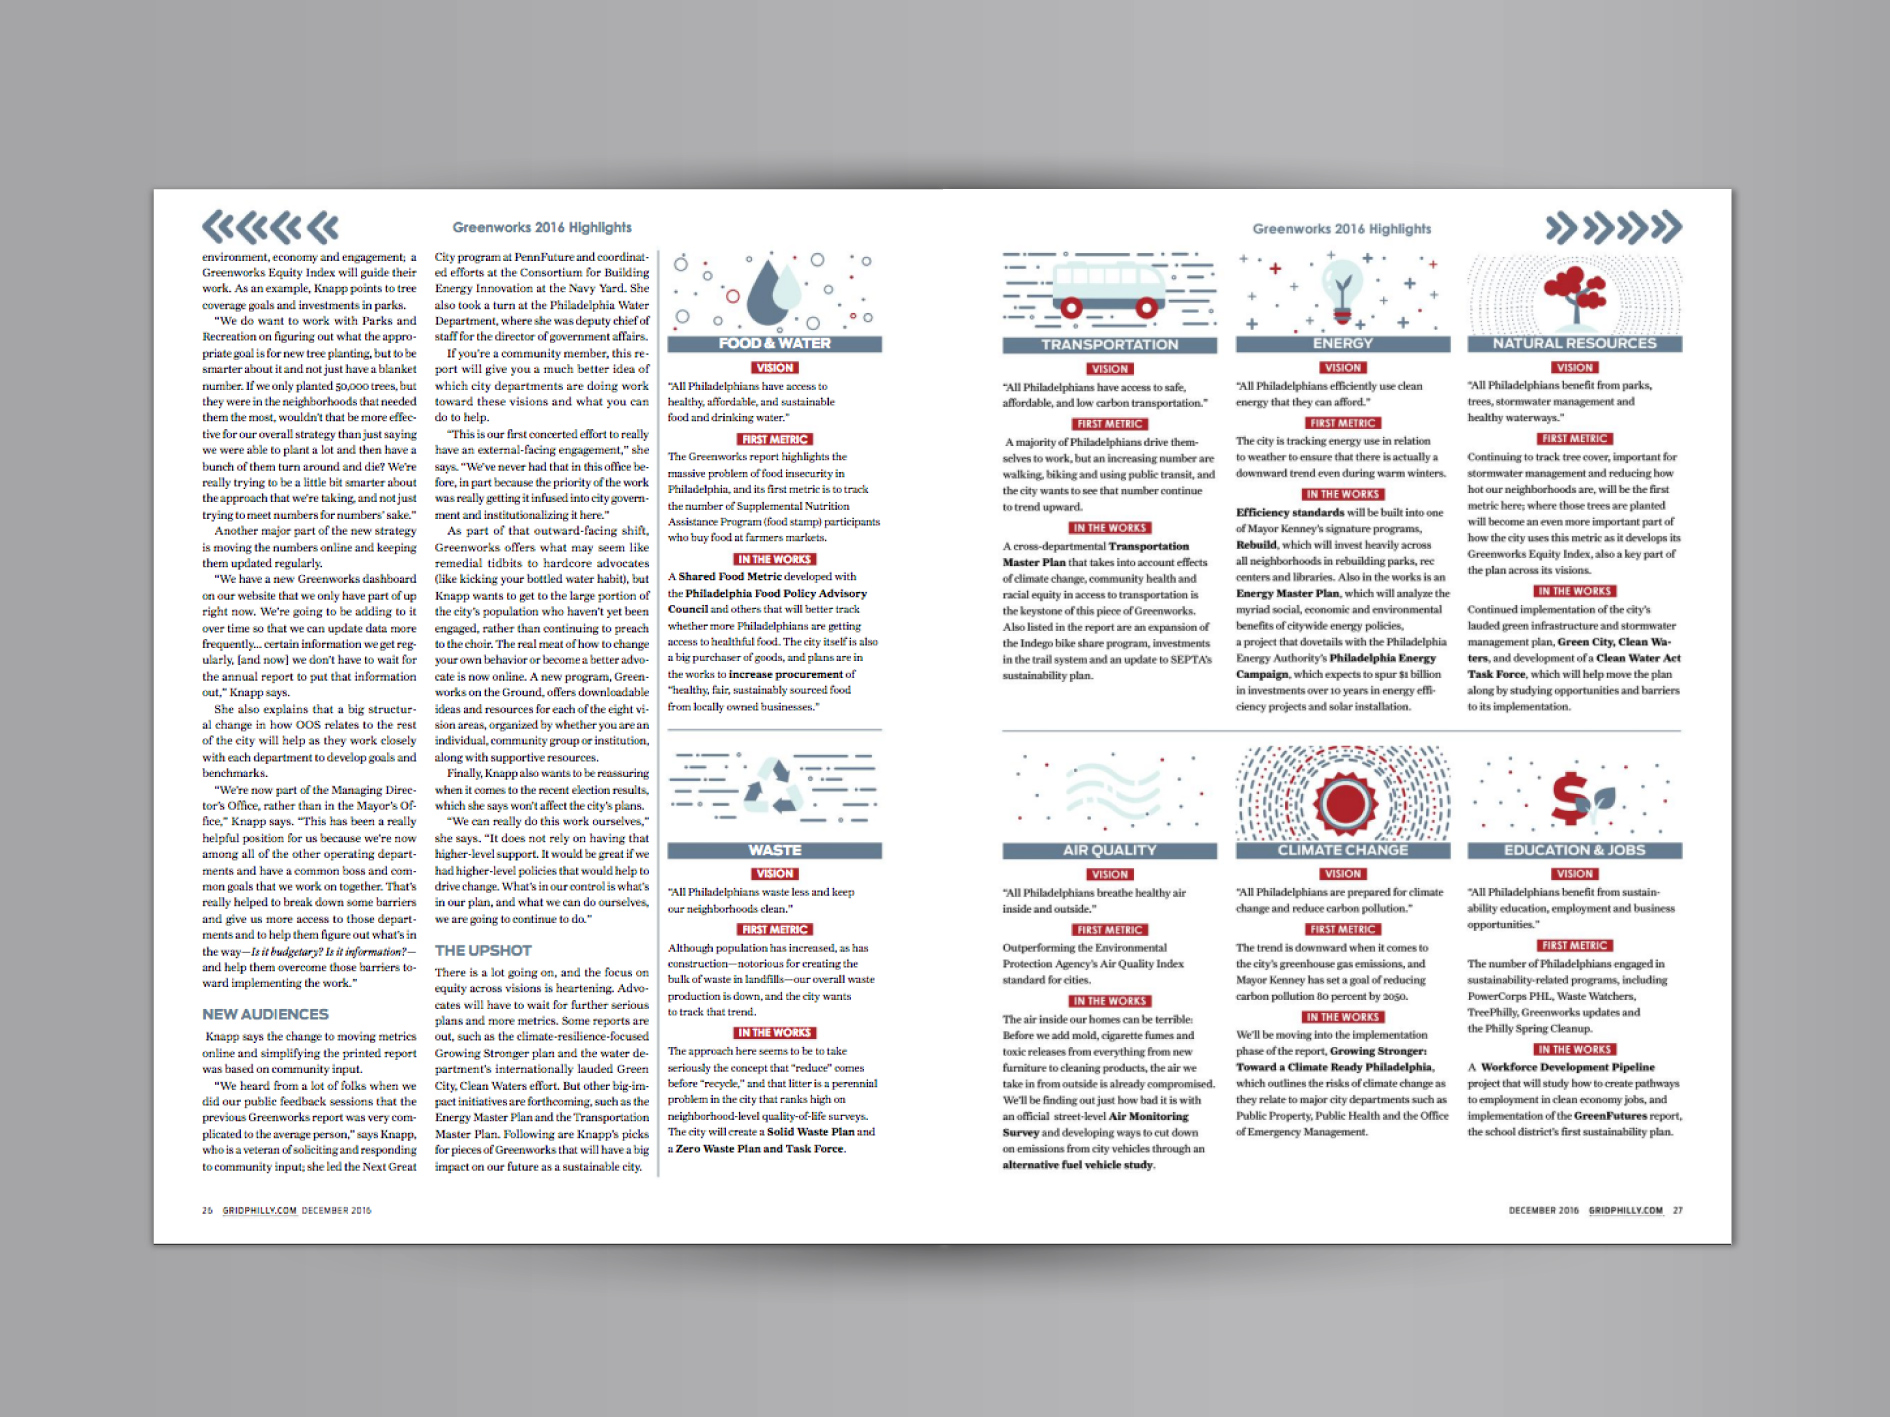 Greenworks 2016 Highlights
environment, economy and engagement; a
Greenworks Equity Index will guide their
work. As an example, Knapp points to tree
coverage goals and investments in parks.
“We do want to work with Parks and
Recreation on figuring out what the appro-
priate goal is for new tree planting, but to be
smarter about it and not just have a blanket
number. If we only planted 50,000 trees, but
they were in the neighborhoods that needed
them the most, wouldn’t that be more effec-
tive for our overall strategy than just saying
we were able to plant a lot and then have a
bunch of them turn around and die? We’re
really trying to be a little bit smarter about
the approach that we’re taking, and not just
trying to meet numbers for numbers’ sake.”
Another major part of the new strategy
is moving the numbers online and keeping
them updated regularly.
“We have a new Greenworks dashboard
on our website that we only have part of up
right now. We’re going to be adding to it
over time so that we can update data more
frequently... certain information we get reg-
ularly, [and now] we don’t have to wait for
the annual report to put that information
out,” Knapp says.
She also explains that a big structur-
al change in how OOS relates to the rest
of the city will help as they work closely
with each department to develop goals and
benchmarks.
“We’re now part of the Managing Direc-
tor’s Office, rather than in the Mayor’s Of-
fice,” Knapp says. “This has been a really
helpful position for us because we’re now
among all of the other operating depart-
ments and have a common boss and com-
mon goals that we work on together. That’s
really helped to break down some barriers
and give us more access to those depart-
ments and to help them figure out what’s in
the way—Is it budgetary? Is it information?—
and help them overcome those barriers to-
ward implementing the work.”
NEW AUDIENCES
Knapp says the change to moving metrics
online and simplifying the printed report
was based on community input.
“We heard from a lot of folks when we
did our public feedback sessions that the
previous Greenworks report was very com-
plicated to the average person,” says Knapp,
who is a veteran of soliciting and responding
to community input; she led the Next Great
City program at PennFuture and coordinat-
ed efforts at the Consortium for Building
Energy Innovation at the Navy Yard. She
also took a turn at the Philadelphia Water
Department, where she was deputy chief of
staff for the director of government affairs.
If you’re a community member, this re-
port will give you a much better idea of
which city departments are doing work
toward these visions and what you can
do to help.
“This is our first concerted effort to really
have an external-facing engagement,” she
says. “We’ve never had that in this office be-
fore, in part because the priority of the work
was really getting it infused into city govern-
ment and institutionalizing it here.”
As part of that outward-facing shift,
Greenworks offers what may seem like
remedial tidbits to hardcore advocates
(like kicking your bottled water habit), but
Knapp wants to get to the large portion of
the city’s population who haven’t yet been
engaged, rather than continuing to preach
to the choir. The real meat of how to change
your own behavior or become a better advo-
cate is now online. A new program, Green-
works on the Ground, offers downloadable
ideas and resources for each of the eight vi-
sion areas, organized by whether you are an
individual, community group or institution,
along with supportive resources.
Finally, Knapp also wants to be reassuring
when it comes to the recent election results,
which she says won’t affect the city’s plans.
“We can really do this work ourselves,”
she says. “It does not rely on having that
higher-level support. It would be great if we
had higher-level policies that would help to
drive change. What’s in our control is what’s
in our plan, and what we can do ourselves,
we are going to continue to do.”
THE UPSHOT
There is a lot going on, and the focus on
equity across visions is heartening. Advo-
cates will have to wait for further serious
plans and more metrics. Some reports are
out, such as the climate-resilience-focused
Growing Stronger plan and the water de-
partment’s internationally lauded Green
City, Clean Waters effort. But other big-im-
pact initiatives are forthcoming, such as the
Energy Master Plan and the Transportation
Master Plan. Following are Knapp’s picks
for pieces of Greenworks that will have a big
impact on our future as a sustainable city.
FOOD & WATER
VISION
“All Philadelphians have access to
healthy, affordable, and sustainable
food and drinking water.”
FIRST METRIC
The Greenworks report highlights the
massive problem of food insecurity in
Philadelphia, and its first metric is to track
the number of Supplemental Nutrition
Assistance Program (food stamp) participants
who buy food at farmers markets.
IN THE WORKS
A Shared Food Metric developed with
the Philadelphia Food Policy Advisory
Council and others that will better track
whether more Philadelphians are getting
access to healthful food. The city itself is also
a big purchaser of goods, and plans are in
the works to increase procurement of
“healthy, fair, sustainably sourced food
from locally owned businesses.”
WASTE
VISION
“All Philadelphians waste less and keep
our neighborhoods clean.”
FIRST METRIC
Although population has increased, as has
construction—notorious for creating the
bulk of waste in landfills—our overall waste
production is down, and the city wants
to track that trend.
IN THE WORKS
The approach here seems to be to take
seriously the concept that “reduce” comes
before “recycle,” and that litter is a perennial
problem in the city that ranks high on
neighborhood-level quality-of-life surveys.
The city will create a Solid Waste Plan and
a Zero Waste Plan and Task Force.
26 GRIDPHILLY.COM DECEMBER 2016
Greenworks 2016 Highlights
TRANSPORTATION
VISION
“All Philadelphians have access to safe,
affordable, and low carbon transportation.”
FIRST METRIC
A majority of Philadelphians drive them-
selves to work, but an increasing number are
walking, biking and using public transit, and
the city wants to see that number continue
to trend upward.
IN THE WORKS
A cross-departmental Transportation
Master Plan that takes into account effects
of climate change, community health and
racial equity in access to transportation is
the keystone of this piece of Greenworks.
Also listed in the report are an expansion of
the Indego bike share program, investments
in the trail system and an update to SEPTA’s
sustainability plan.
ENERGY
VISION
“All Philadelphians efficiently use clean
energy that they can afford.”
FIRST METRIC
The city is tracking energy use in relation
to weather to ensure that there is actually a
downward trend even during warm winters.
IN THE WORKS
Efficiency standards will be built into one
of Mayor Kenney’s signature programs,
Rebuild, which will invest heavily across
all neighborhoods in rebuilding parks, rec
centers and libraries. Also in the works is an
Energy Master Plan, which will analyze the
myriad social, economic and environmental
benefits of citywide energy policies,
a project that dovetails with the Philadelphia
Energy Authority’s Philadelphia Energy
Campaign, which expects to spur $1 billion
in investments over 10 years in energy effi-
ciency projects and solar installation.
NATURAL RESOURCES
VISION
“All Philadelphians benefit from parks,
trees, stormwater management and
healthy waterways.”
FIRST METRIC
Continuing to track tree cover, important for
stormwater management and reducing how
hot our neighborhoods are, will be the first
metric here; where those trees are planted
will become an even more important part of
how the city uses this metric as it develops its
Greenworks Equity Index, also a key part of
the plan across its visions.
IN THE WORKS
Continued implementation of the city’s
lauded green infrastructure and stormwater
management plan, Green City, Clean Wa-
ters, and development of a Clean Water Act
Task Force, which will help move the plan
along by studying opportunities and barriers
to its implementation.
AIR QUALITY
VISION
“All Philadelphians breathe healthy air
inside and outside.”
FIRST METRIC
Outperforming the Environmental
Protection Agency’s Air Quality Index
standard for cities.
IN THE WORKS
The air inside our homes can be terrible:
Before we add mold, cigarette fumes and
toxic releases from everything from new
furniture to cleaning products, the air we
take in from outside is already compromised.
We’ll be finding out just how bad it is with
an official street-level Air Monitoring
Survey and developing ways to cut down
on emissions from city vehicles through an
alternative fuel vehicle study.
CLIMATE CHANGE
VISION
“All Philadelphians are prepared for climate
change and reduce carbon pollution.”
FIRST METRIC
The trend is downward when it comes to
the city’s greenhouse gas emissions, and
Mayor Kenney has set a goal of reducing
carbon pollution 80 percent by 2050.
IN THE WORKS
We’ll be moving into the implementation
phase of the report, Growing Stronger:
Toward a Climate Ready Philadelphia,
which outlines the risks of climate change as
they relate to major city departments such as
Public Property, Public Health and the Office
of Emergency Management.
EDUCATION & JOBS
VISION
“All Philadelphians benefit from sustain-
ability education, employment and business
opportunities.”
FIRST METRIC
The number of Philadelphians engaged in
sustainability-related programs, including
PowerCorps PHL, Waste Watchers,
TreePhilly, Greenworks updates and
the Philly Spring Cleanup.
IN THE WORKS
A Workforce Development Pipeline
project that will study how to create pathways
to employment in clean economy jobs, and
implementation of the GreenFutures report,
the school district’s first sustainability plan.
DECEMBER 2016 GRIDPHILLY.COM 27